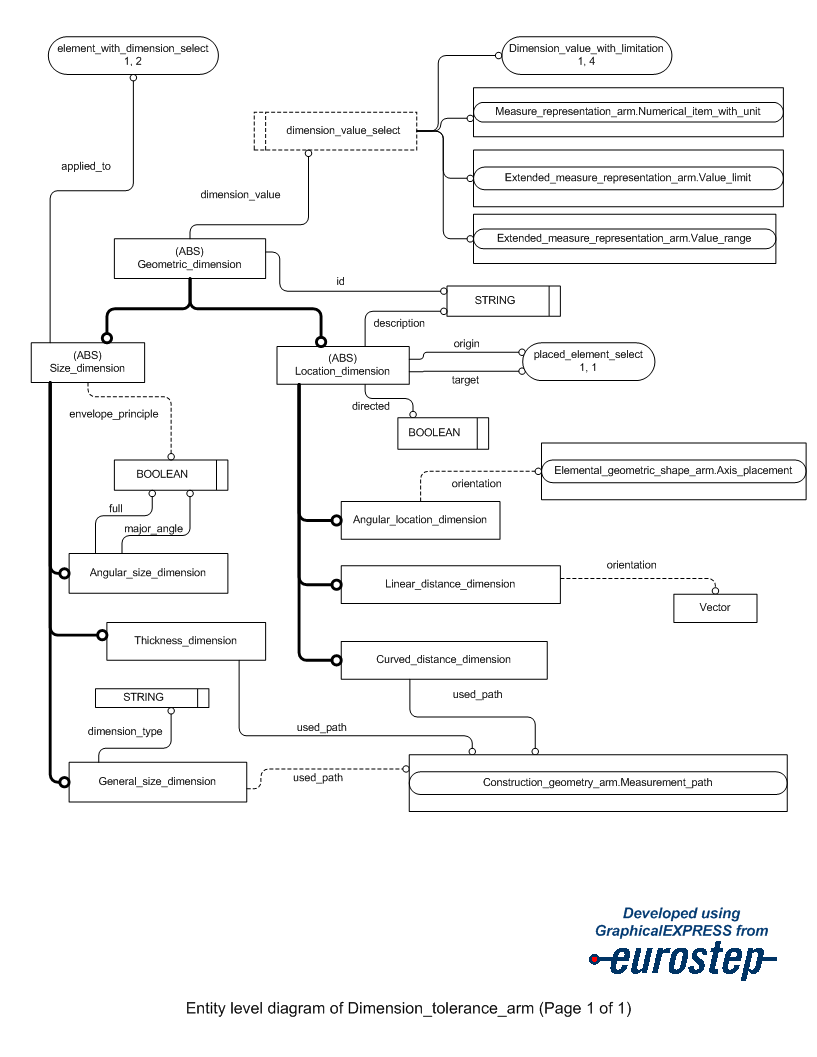 element_with_dimension_select
1, 2
Dimension_value_with_limitation
1, 4
Measure_representation_arm.Numerical_item_with_unit
dimension_value_select
applied_to
Extended_measure_representation_arm.Value_limit
dimension_value
Extended_measure_representation_arm.Value_range
(ABS)
Geometric_dimension
id
STRING
description
origin
(ABS)
Size_dimension
(ABS)
Location_dimension
placed_element_select
1, 1
target
directed
envelope_principle
BOOLEAN
BOOLEAN
Elemental_geometric_shape_arm.Axis_placement
orientation
full
major_angle
Angular_location_dimension
orientation
Angular_size_dimension
Linear_distance_dimension
Vector
Thickness_dimension
Curved_distance_dimension
STRING
used_path
dimension_type
used_path
General_size_dimension
used_path
Construction_geometry_arm.Measurement_path
Developed using
GraphicalEXPRESS from
eurostep
Entity level diagram of Dimension_tolerance_arm (Page 1 of 1)